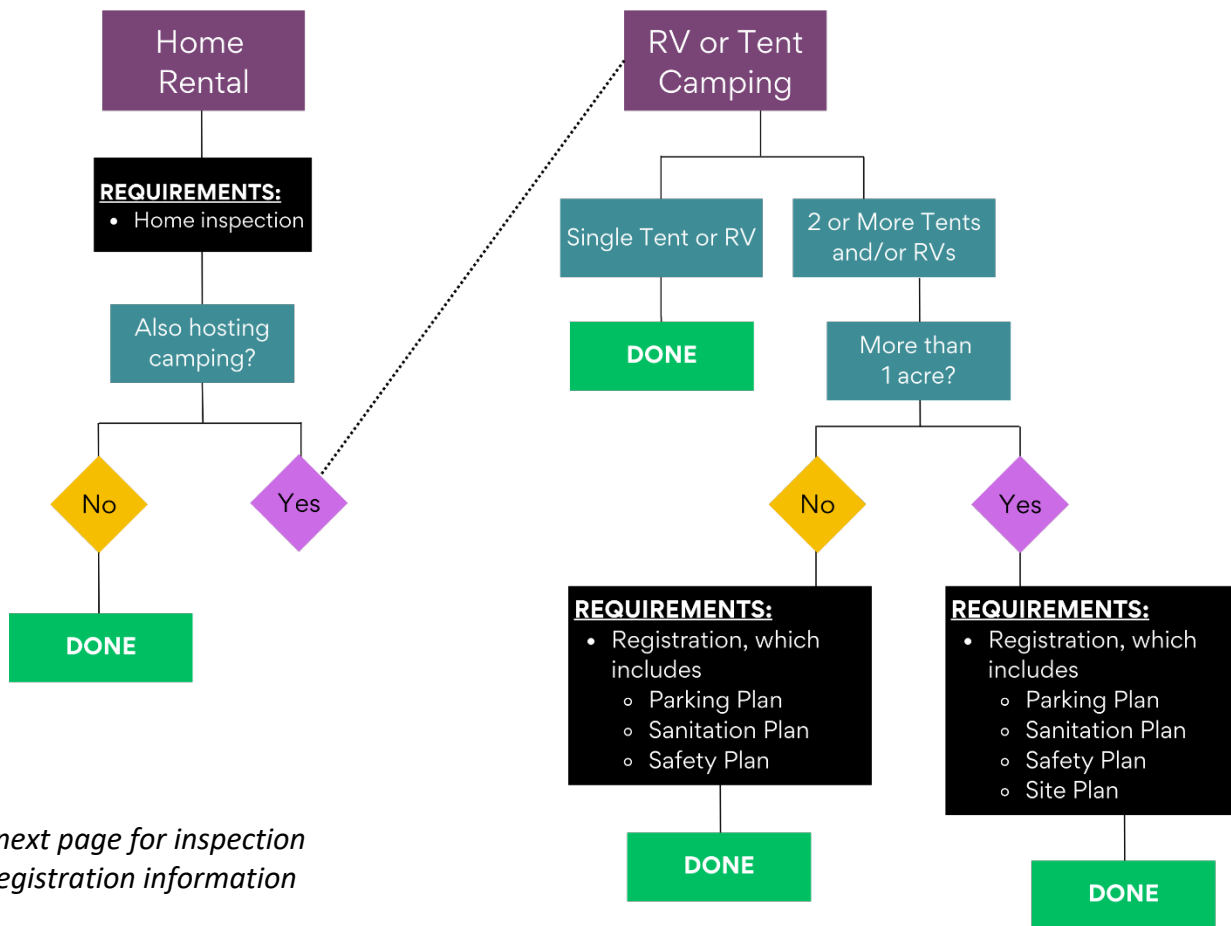 Home
Rental
REQUIREMENTS:
• Home inspection
Also hosting
camping?
No
Yes
DONE
RV or Tent
Camping
Single Tent or RV
DONE
2 or More Tents
and/or RVs
More than
1 acre?
No
Yes
REQUIREMENTS:
• Registration, which
includes
◦ Parking Plan
◦ Sanitation Plan
◦ Safety Plan
DONE
REQUIREMENTS:
• Registration, which
includes
◦ Parking Plan
◦ Sanitation Plan
◦ Safety Plan
◦ Site Plan
DONE
next page for inspection
egistration information